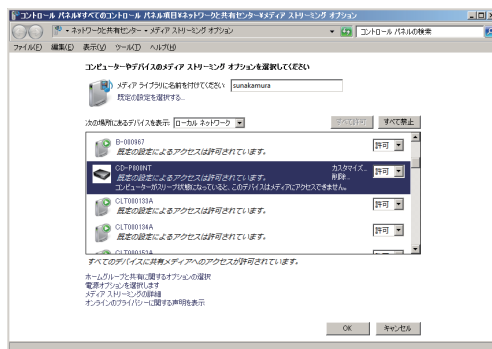 コントロール パネル¥すべてのコントロール パネル項目¥ネットワークと共有センター¥メディア ストリーミング オプション
« ネットワークと共有センター ▸ メディア ストリーミング オプション
コントロール パネルの検索
ファイル(F) 編集(E) 表示(V) ツール(T) ヘルプ(H)
コンピューターやデバイスのメディア ストリーミング オプションを選択してください
メディア ライブラリに名前を付けてください: sunakamura
既定の設定を選択する...
次の場所にあるデバイスを表示: ローカル ネットワーク
すべて許可 すべて禁止
B-000967
既定の設定によるアクセスは許可されています。
許可
CD-P800NT
既定の設定によるアクセスは許可されています。
コンピューターがスリープ状態になっていると、このデバイスはメディアにアクセスできません。
カスタマイズ...
削除...
許可
CLT080133A
既定の設定によるアクセスは許可されています。
許可
CLT080134A
既定の設定によるアクセスは許可されています。
許可
CLT080151A
すべてのデバイスに共有メディアへのアクセスが許可されています。
ホームグループと共有に関するオプションの選択
電源オプションを選択します
メディア ストリーミングの詳細
オンラインのプライバシーに関する声明を表示
OK キャンセル